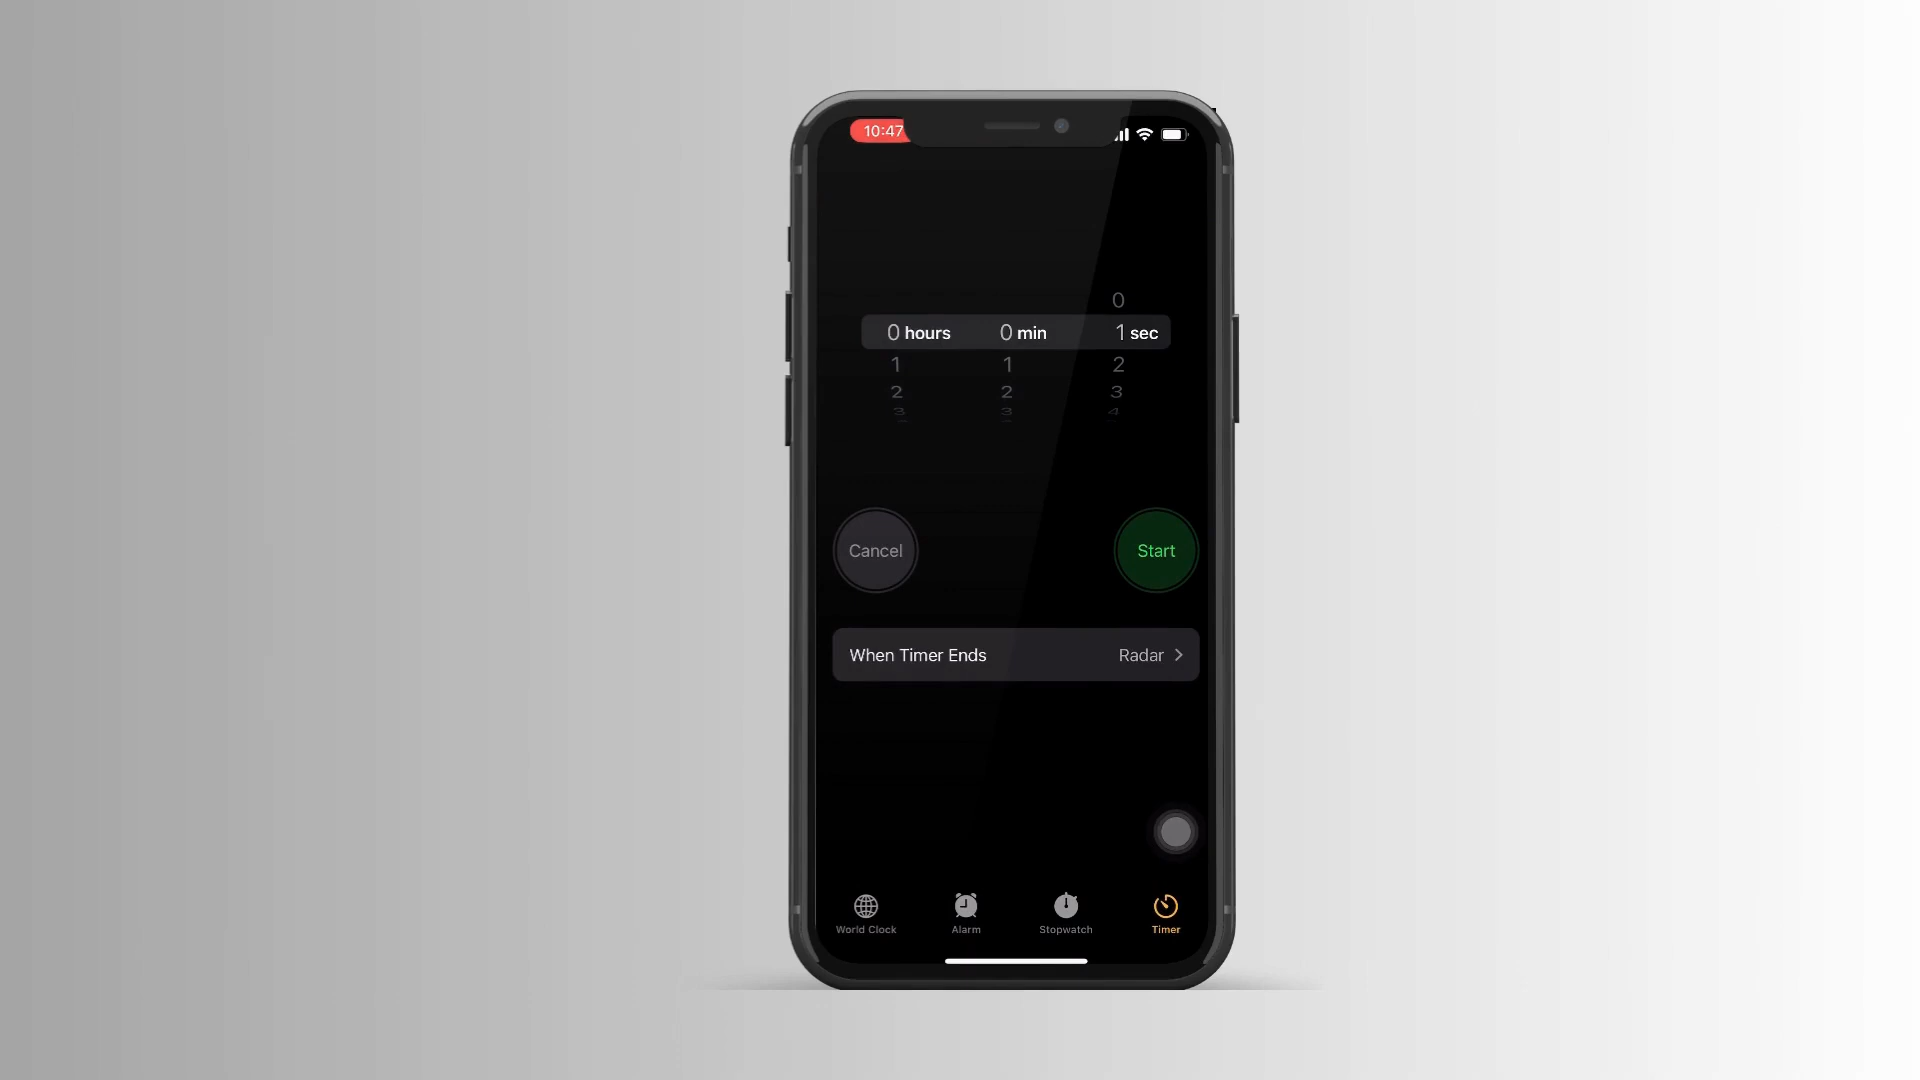 10:47
0
0 hours 0 min 1 sec
1 1 2
2 2 3
3 3 4
Cancel Start
When Timer Ends Radar
World Clock Alarm Stopwatch Timer